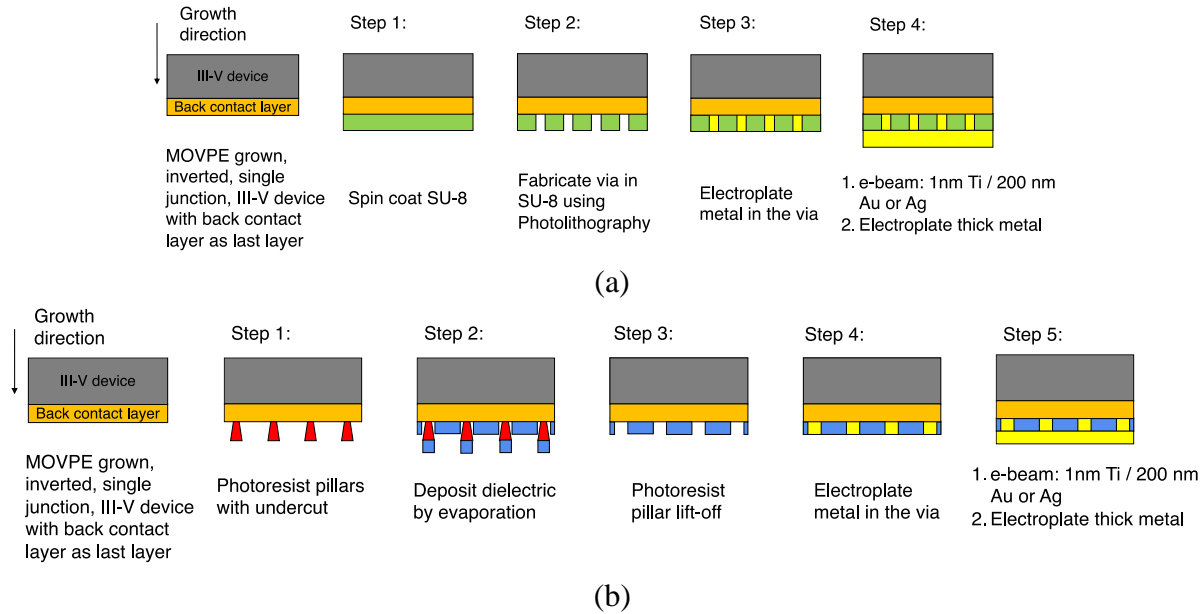 Growth
direction
III-V device
Back contact layer
MOVPE grown,
inverted, single
junction, III-V device
with back contact
layer as last layer
Step 1:
Spin coat SU-8
Step 2:
Fabricate via in
SU-8 using
Photolithography
Step 3:
Electroplate
metal in the via
Step 4:
1. e-beam: 1nm Ti / 200 nm
Au or Ag
2. Electroplate thick metal
(a)
Growth
direction
III-V device
Back contact layer
MOVPE grown,
inverted, single
junction, III-V device
with back contact
layer as last layer
Step 1:
Photoresist pillars
with undercut
Step 2:
Deposit dielectric
by evaporation
Step 3:
Photoresist
pillar lift-off
Step 4:
Electroplate
metal in the via
Step 5:
1. e-beam: 1nm Ti / 200 nm
Au or Ag
2. Electroplate thick metal
(b)